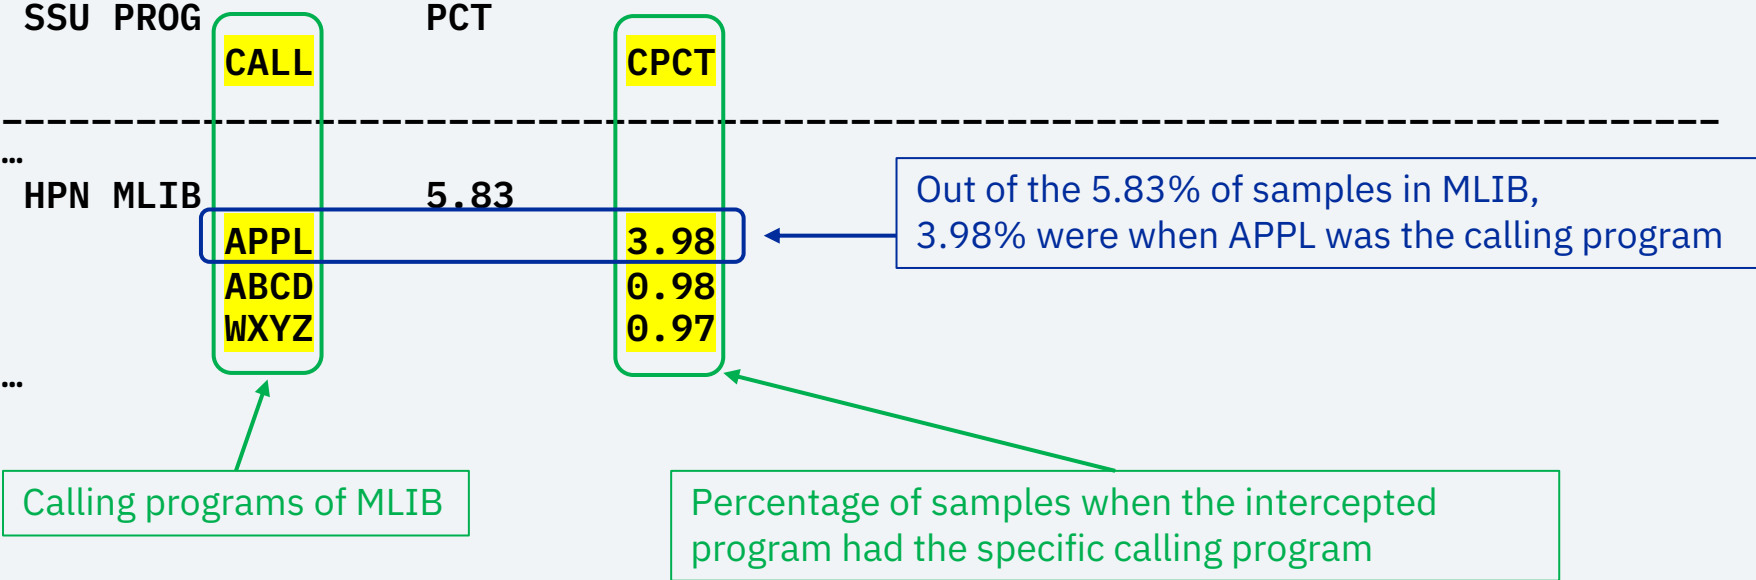 SSU PROG PCT
CALL CPCT
--------------------------------------------------------------------------------
…
HPN MLIB 5.83
APPL 3.98
ABCD 0.98
WXYZ 0.97
…
Out of the 5.83% of samples in MLIB,
3.98% were when APPL was the calling program
Calling programs of MLIB
Percentage of samples when the intercepted
program had the specific calling program